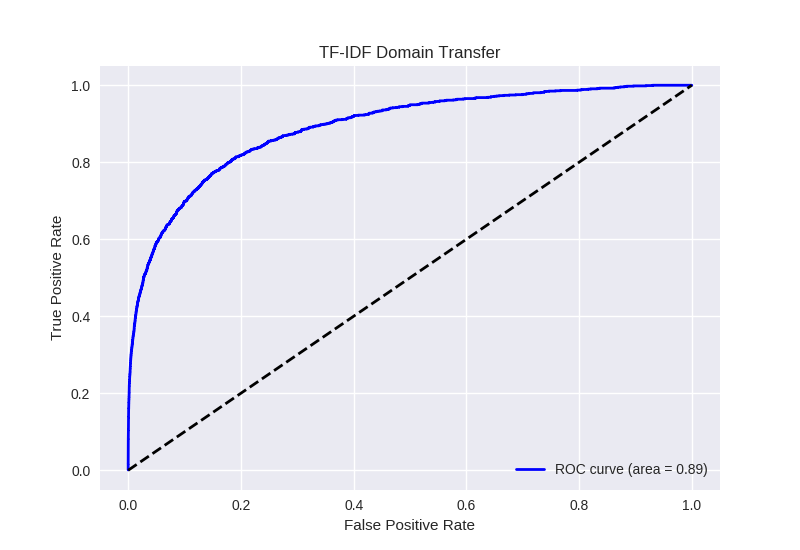 TF-IDF Domain Transfer
1.0
0.8
0.6
0.4
0.2
0.0
True Positive Rate
ROC curve (area = 0.89)
0.0 0.2 0.4 0.6 0.8 1.0
False Positive Rate